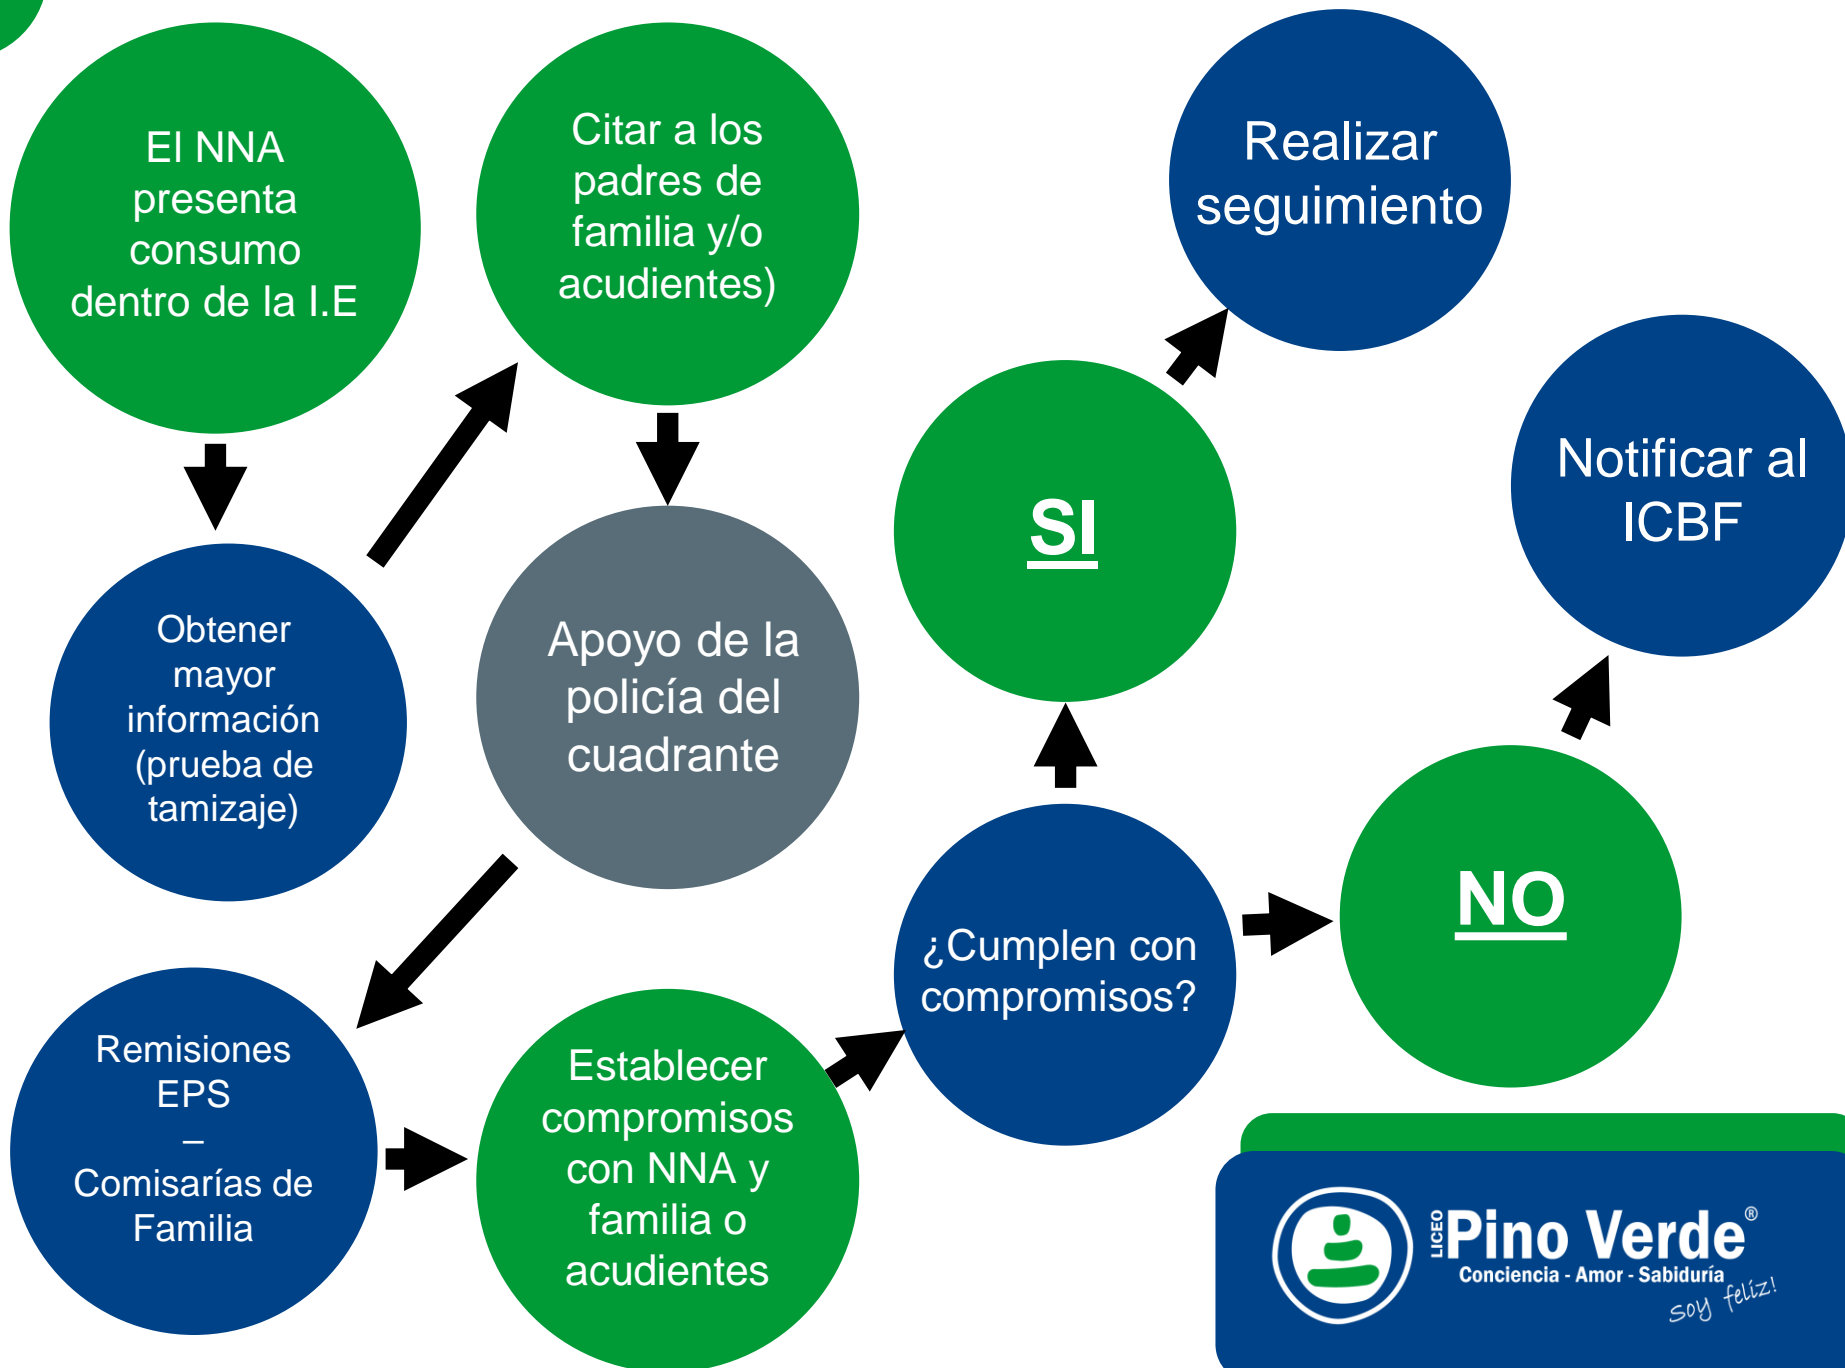 El NNA
presenta
consumo
dentro de la I.E
Obtener
mayor
información
(prueba de
tamizaje)
Citar a los
padres de
familia y/o
acudientes)
Apoyo de la
policía del
cuadrante
Remisiones
EPS
–
Comisarías de
Familia
Establecer
compromisos
con NNA y
familia o
acudientes
¿Cumplen con
compromisos?
SI
Realizar
seguimiento
NO
Notificar al
ICBF
LICEO
Pino Verde®
Conciencia - Amor - Sabiduría
soy feliz!